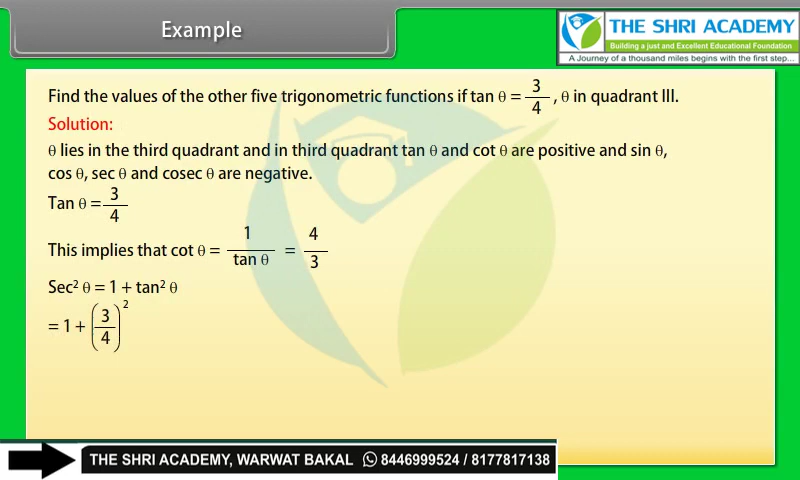 Example
THE SHRI ACADEMY
Building a just and Excellent Educational Foundation
A Journey of a thousand miles begins with the first step...
Find the values of the other five trigonometric functions if tan θ = 3/4 , θ in quadrant III.
Solution:
θ lies in the third quadrant and in third quadrant tan θ and cot θ are positive and sin θ,
cos θ, sec θ and cosec θ are negative.
Tan θ = 3/4
This implies that cot θ = 1/tan θ = 4/3
Sec² θ = 1 + tan² θ
= 1 + (3/4)²
THE SHRI ACADEMY, WARWAT BAKAL 8446999524 / 8177817138